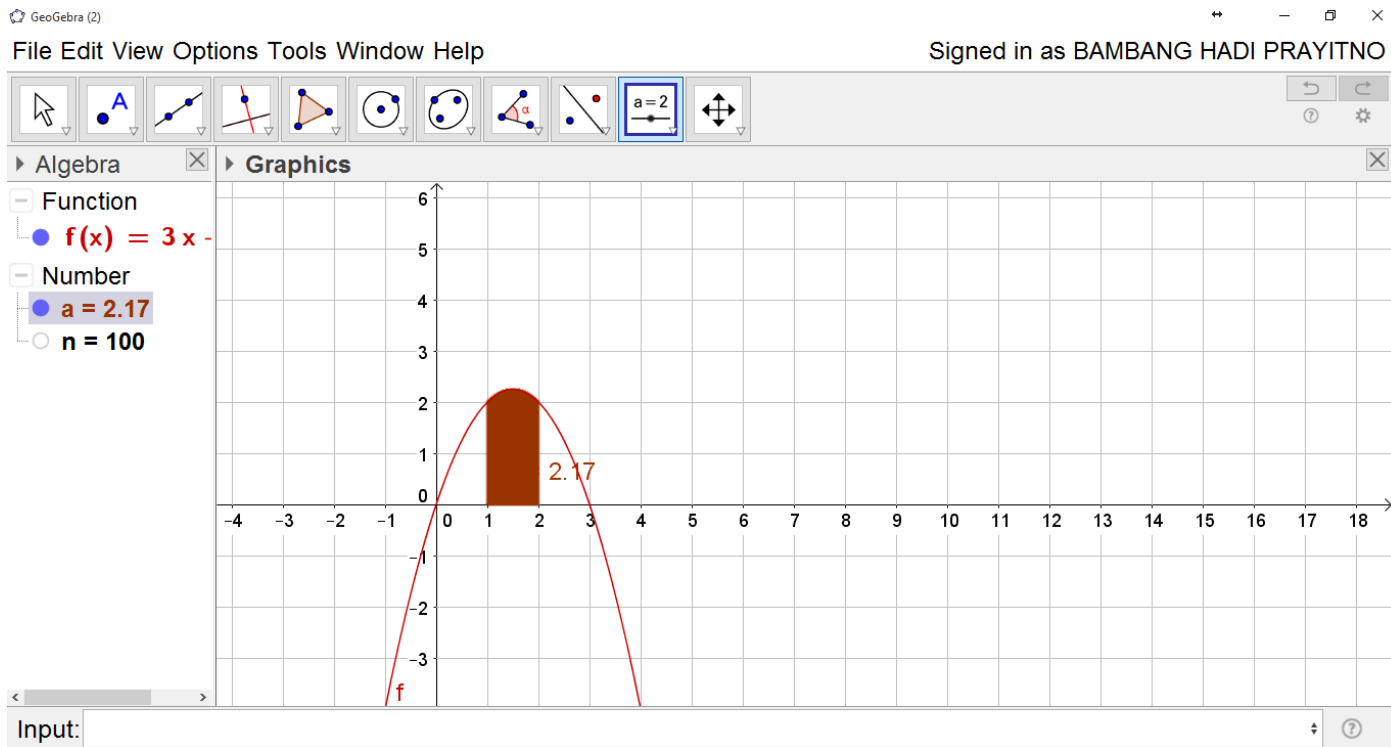 GeoGebra (2)
File Edit View Options Tools Window Help
Signed in as BAMBANG HADI PRAYITNO
A
α
a=2
Algebra
Graphics
Function
f(x) = 3 x -
Number
a = 2.17
n = 100
6
5
4
3
2
1
0
-1
-2
-3
2.17
-4 -3 -2 -1 0 1 2 3 4 5 6 7 8 9 10 11 12 13 14 15 16 17 18
f
Input: